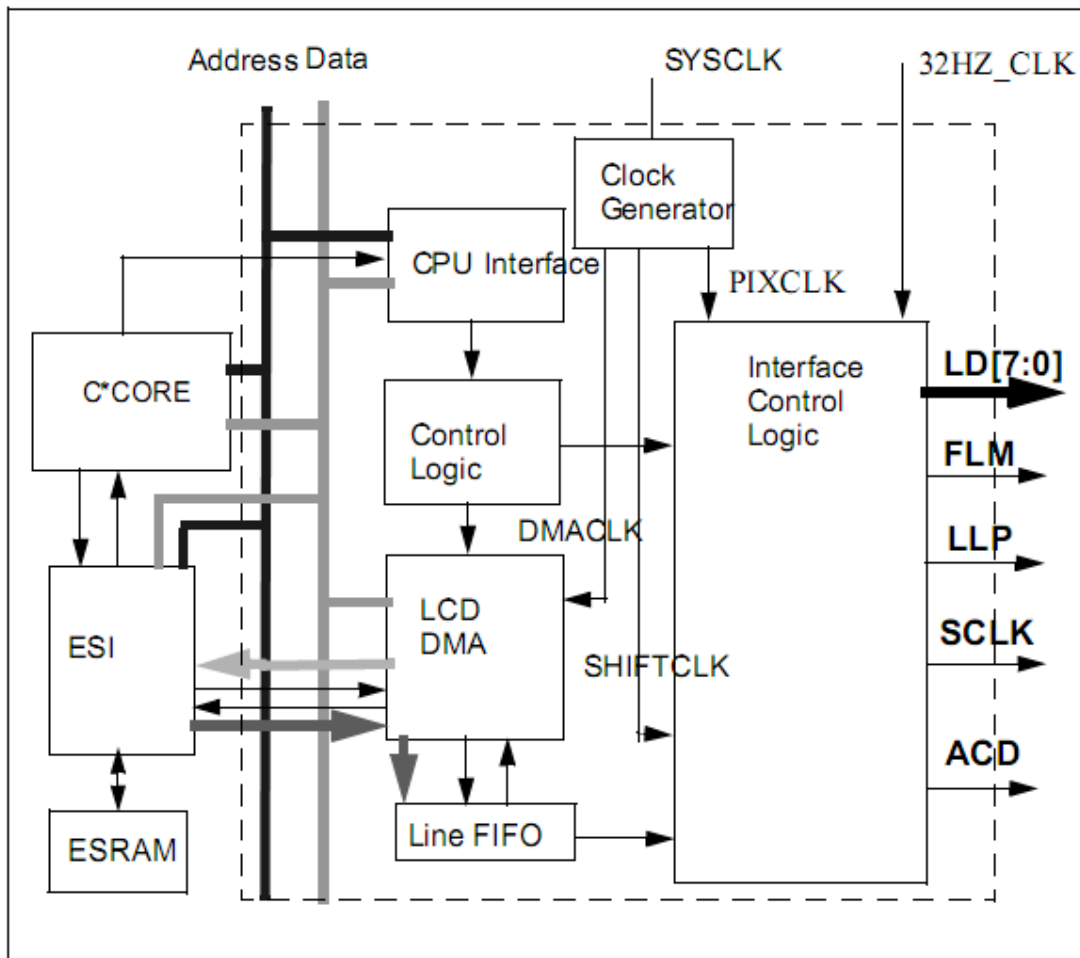 Address Data
SYSCLK
32HZ_CLK
Clock
Generator
CPU Interface
PIXCLK
C*CORE
Interface
Control
Logic
LD[7:0]
Control
Logic
FLM
DMACLK
LLP
LCD
DMA
ESI
SHIFTCLK
SCLK
ACD
Line FIFO
ESRAM